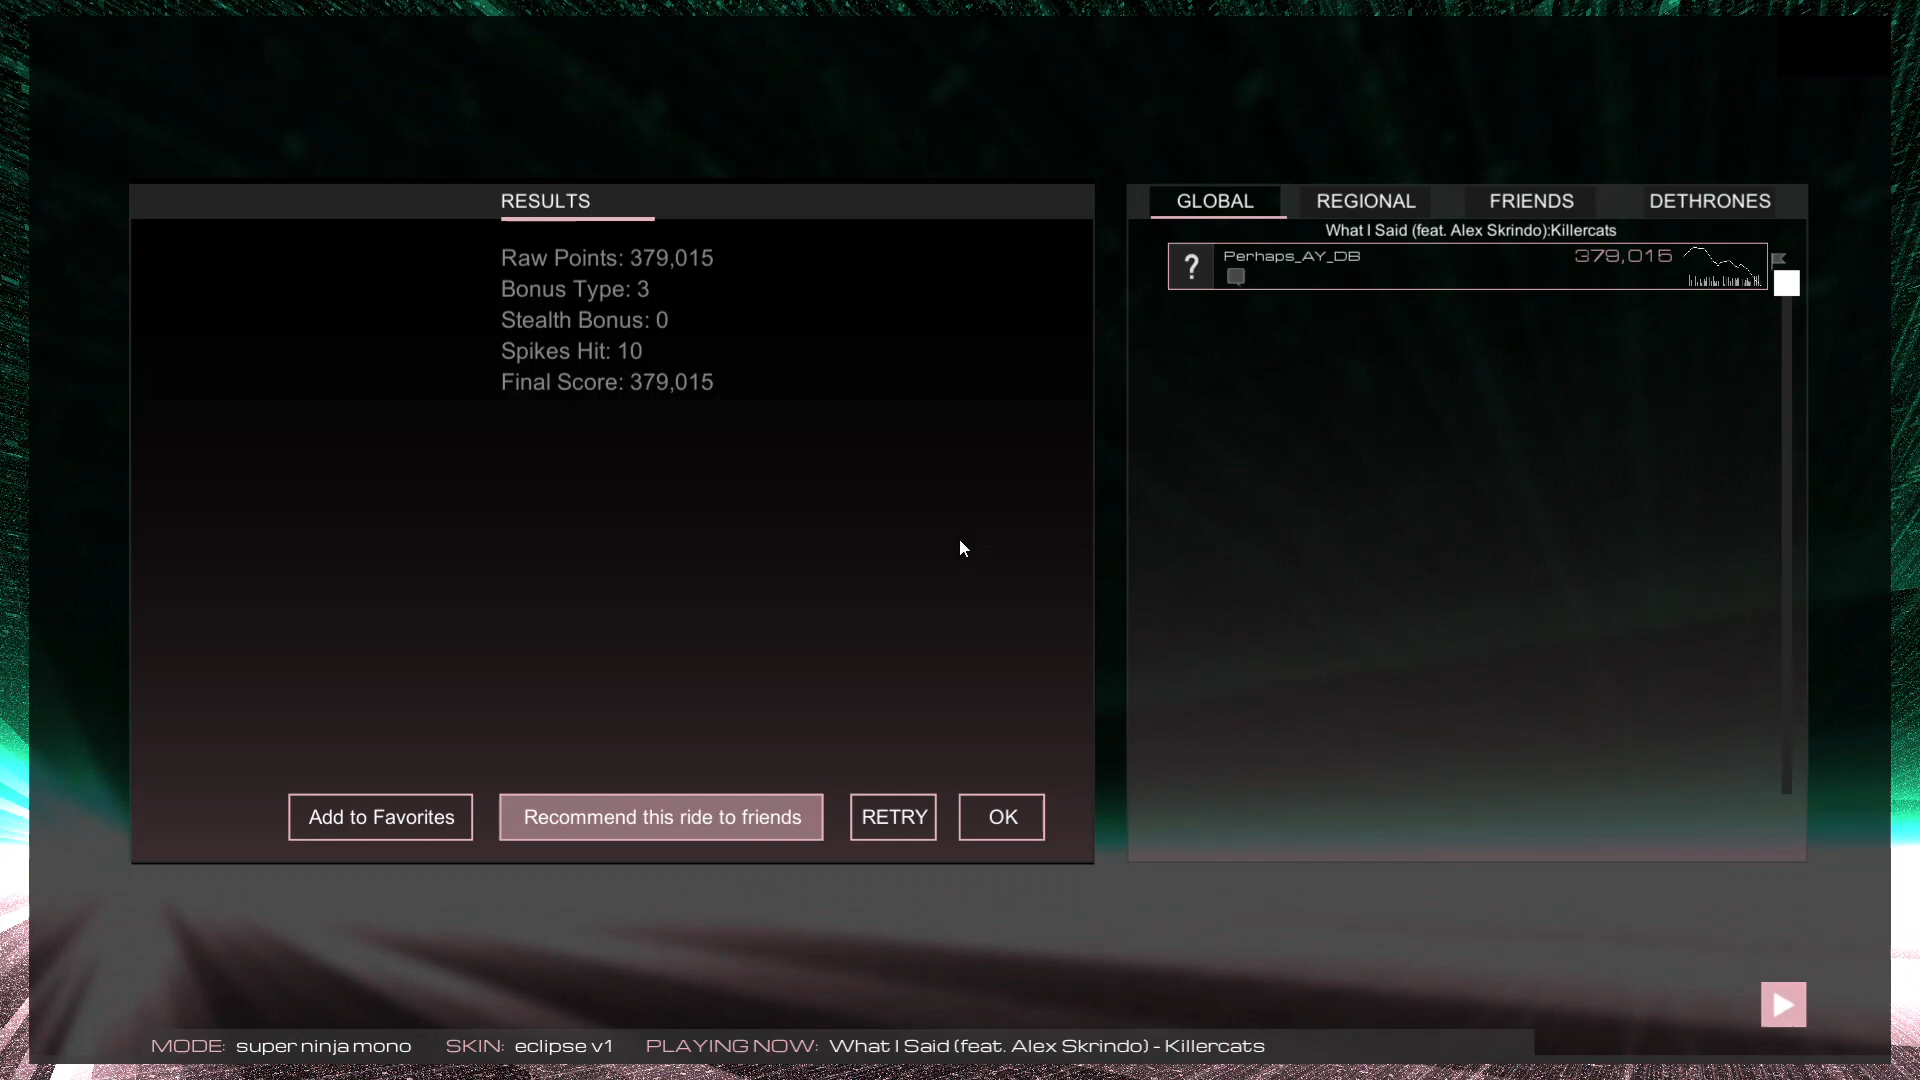 RESULTS
Raw Points: 379,015
Bonus Type: 3
Stealth Bonus: 0
Spikes Hit: 10
Final Score: 379,015
Add to Favorites
Recommend this ride to friends
RETRY
OK
GLOBAL REGIONAL FRIENDS DETHRONES
What I Said (feat. Alex Skrindo):Killercats
? Perhaps_AY_DB 379,015
MODE: super ninja mono SKIN: eclipse v1 PLAYING NOW: What I Said (feat. Alex Skrindo) - Killercats